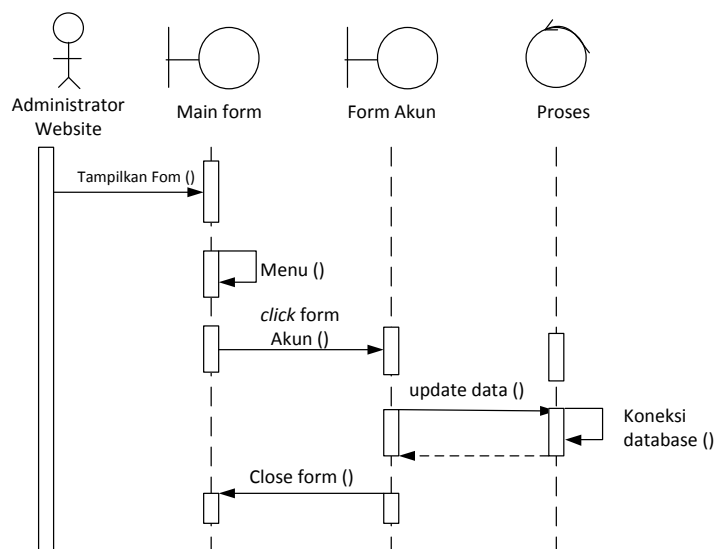 Administrator
Website
Main form
Form Akun
Proses
Tampilkan Fom ()
Menu ()
click form
Akun ()
update data ()
Koneksi
database ()
Close form ()